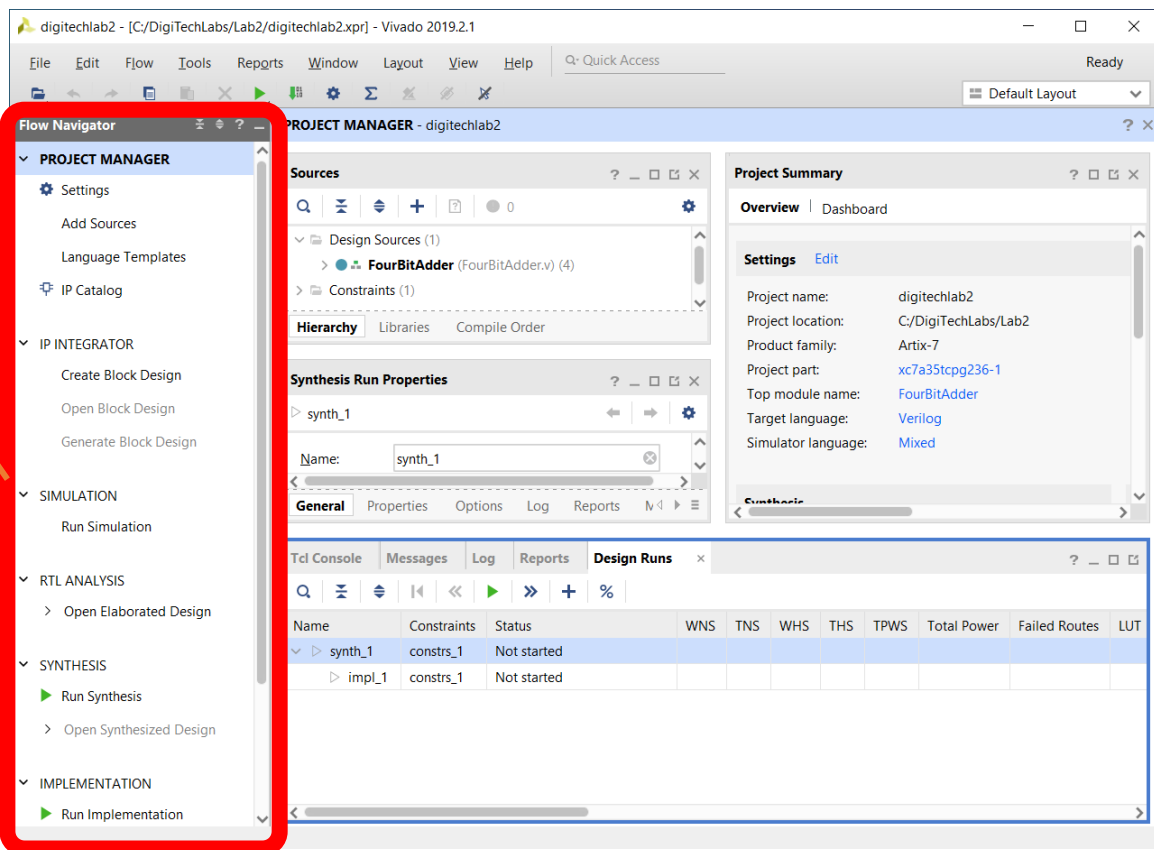 digitechlab2 - [C:/DigiTechLabs/Lab2/digitechlab2.xpr] - Vivado 2019.2.1
File Edit Flow Tools Reports Window Layout View Help Quick Access Ready
Default Layout
Flow Navigator
PROJECT MANAGER
Settings
Add Sources
Language Templates
IP Catalog
IP INTEGRATOR
Create Block Design
Open Block Design
Generate Block Design
SIMULATION
Run Simulation
RTL ANALYSIS
Open Elaborated Design
SYNTHESIS
Run Synthesis
Open Synthesized Design
IMPLEMENTATION
Run Implementation
PROJECT MANAGER - digitechlab2
Sources
0
Design Sources (1)
FourBitAdder (FourBitAdder.v) (4)
Constraints (1)
Hierarchy Libraries Compile Order
Synthesis Run Properties
synth_1
Name: synth_1
General Properties Options Log Reports
Project Summary
Overview Dashboard
Settings Edit
Project name: digitechlab2
Project location: C:/DigiTechLabs/Lab2
Product family: Artix-7
Project part: xc7a35tcpg236-1
Top module name: FourBitAdder
Target language: Verilog
Simulator language: Mixed
Synthesis
Tcl Console Messages Log Reports Design Runs
Name Constraints Status WNS TNS WHS THS TPWS Total Power Failed Routes LUT
synth_1 constrs_1 Not started
impl_1 constrs_1 Not started